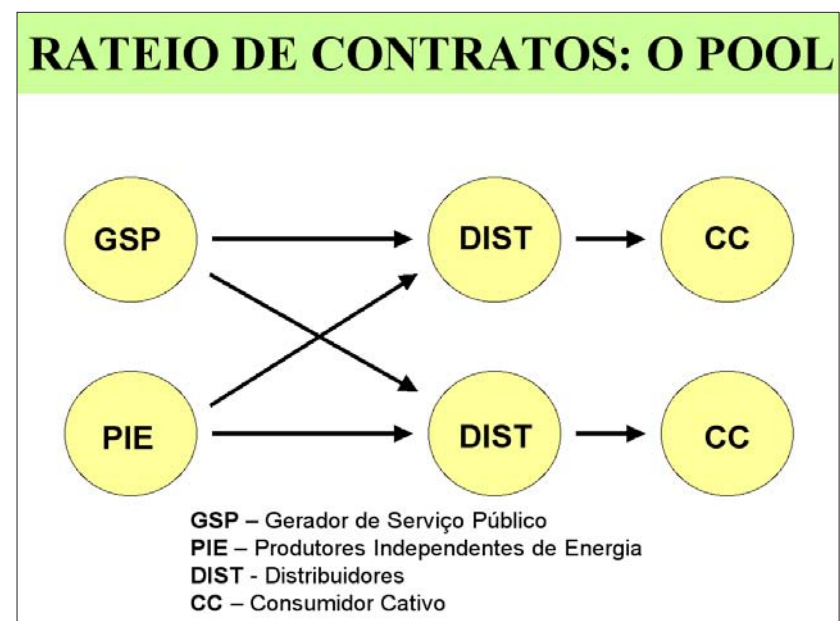 RATEIO DE CONTRATOS: O POOL
GSP
DIST
CC
PIE
DIST
CC
GSP – Gerador de Serviço Público
PIE – Produtores Independentes de Energia
DIST - Distribuidores
CC – Consumidor Cativo